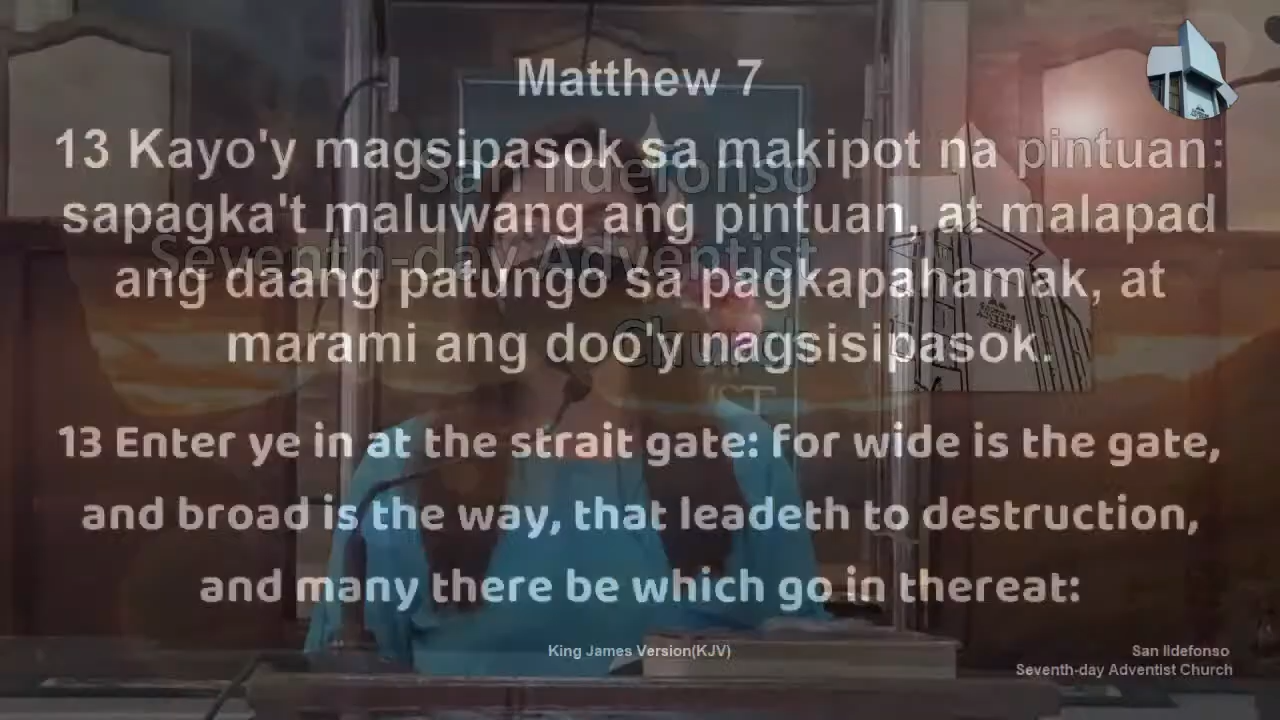 Matthew 7
13 Kayo'y magsipasok sa makipot na pintuan:
sapagka't maluwang ang pintuan, at malapad
ang daang patungo sa pagkapahamak, at
marami ang doo'y nagsisipasok.
San Ildefonso
Seventh-day Adventist
Church
13 Enter ye in at the strait gate: for wide is the gate,
and broad is the way, that leadeth to destruction,
and many there be which go in thereat:
King James Version(KJV)
San Ildefonso
Seventh-day Adventist Church